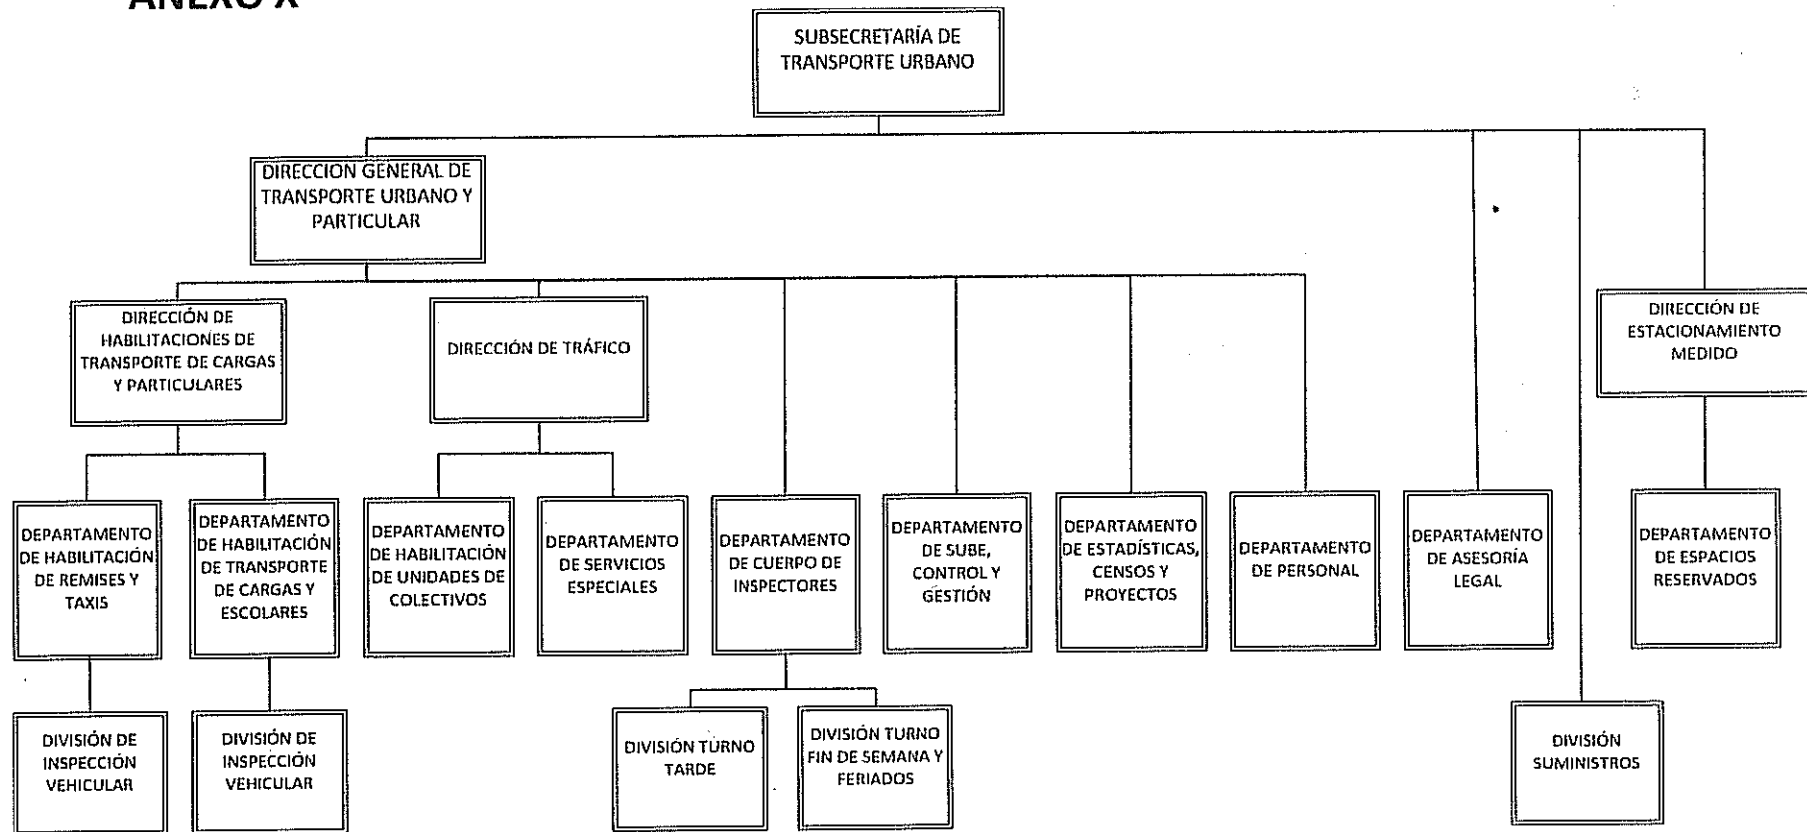 ANEXO X
SUBSECRETARÍA DE
TRANSPORTE URBANO
DIRECCION GENERAL DE
TRANSPORTE URBANO Y
PARTICULAR
DIRECCIÓN DE
HABILITACIONES DE
TRANSPORTE DE CARGAS
Y PARTICULARES
DIRECCIÓN DE TRÁFICO
DIRECCIÓN DE
ESTACIONAMIENTO
MEDIDO
DEPARTAMENTO
DE HABILITACIÓN
DE REMISES Y
TAXIS
DEPARTAMENTO
DE HABILITACIÓN
DE TRANSPORTE
DE CARGAS Y
ESCOLARES
DEPARTAMENTO
DE HABILITACIÓN
DE UNIDADES DE
COLECTIVOS
DEPARTAMENTO
DE SERVICIOS
ESPECIALES
DEPARTAMENTO
DE CUERPO DE
INSPECTORES
DEPARTAMENTO
DE SUBE,
CONTROL Y
GESTIÓN
DEPARTAMENTO
DE ESTADÍSTICAS,
CENSOS Y
PROYECTOS
DEPARTAMENTO
DE PERSONAL
DEPARTAMENTO
DE ASESORÍA
LEGAL
DEPARTAMENTO
DE ESPACIOS
RESERVADOS
DIVISIÓN DE
INSPECCIÓN
VEHICULAR
DIVISIÓN DE
INSPECCIÓN
VEHICULAR
DIVISIÓN TURNO
TARDE
DIVISIÓN TURNO
FIN DE SEMANA Y
FERIADOS
DIVISIÓN
SUMINISTROS